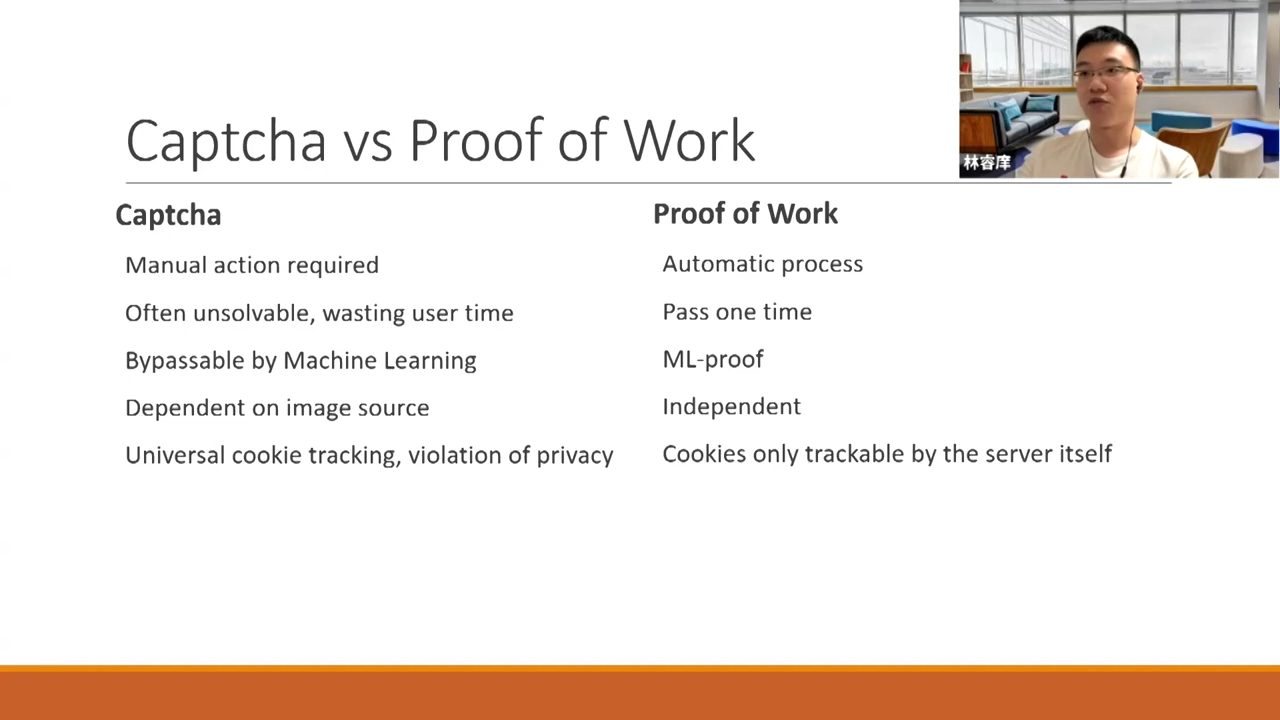 Captcha vs Proof of Work
林睿庠
Captcha
Manual action required
Often unsolvable, wasting user time
Bypassable by Machine Learning
Dependent on image source
Universal cookie tracking, violation of privacy
Proof of Work
Automatic process
Pass one time
ML-proof
Independent
Cookies only trackable by the server itself